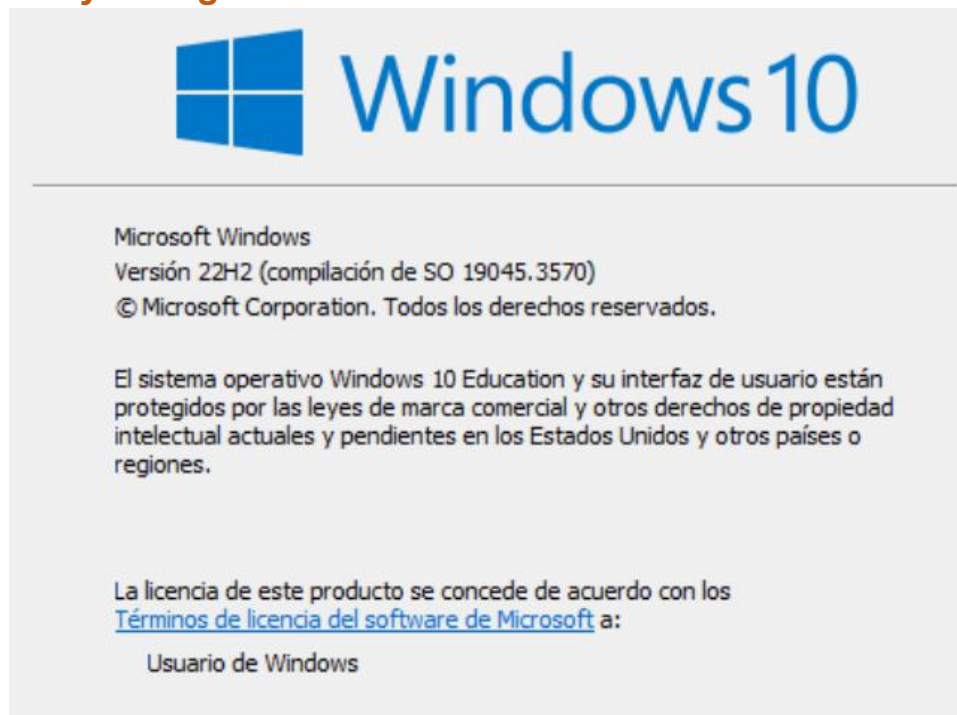 Windows 10
Microsoft Windows
Versión 22H2 (compilación de SO 19045.3570)
© Microsoft Corporation. Todos los derechos reservados.
El sistema operativo Windows 10 Education y su interfaz de usuario están
protegidos por las leyes de marca comercial y otros derechos de propiedad
intelectual actuales y pendientes en los Estados Unidos y otros países o
regiones.
La licencia de este producto se concede de acuerdo con los
Términos de licencia del software de Microsoft a:
Usuario de Windows